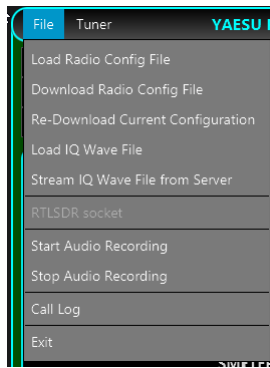 File Tuner YAESU
Load Radio Config File
Download Radio Config File
Re-Download Current Configuration
Load IQ Wave File
Stream IQ Wave File from Server
RTLSDR socket
Start Audio Recording
Stop Audio Recording
Call Log
Exit